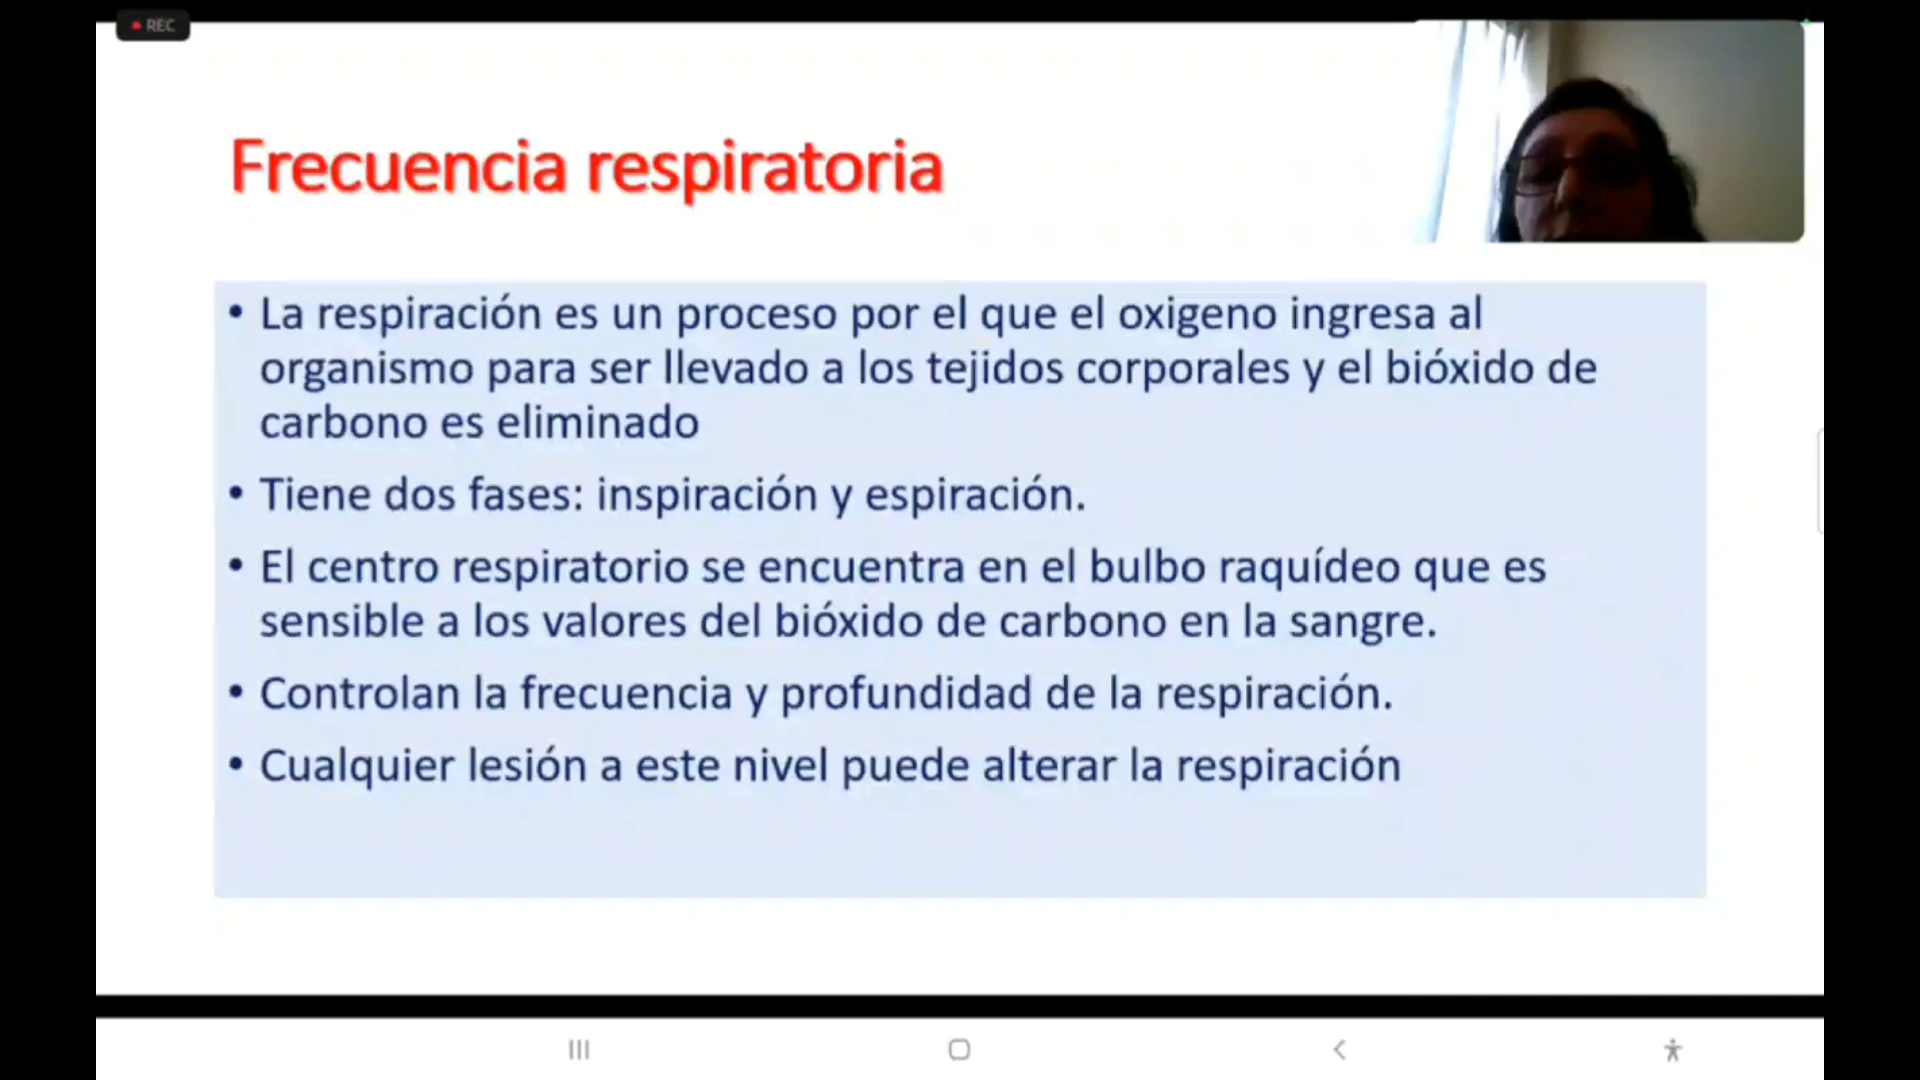 REC
Frecuencia respiratoria
• La respiración es un proceso por el que el oxigeno ingresa al
organismo para ser llevado a los tejidos corporales y el bióxido de
carbono es eliminado
• Tiene dos fases: inspiración y espiración.
• El centro respiratorio se encuentra en el bulbo raquídeo que es
sensible a los valores del bióxido de carbono en la sangre.
• Controlan la frecuencia y profundidad de la respiración.
• Cualquier lesión a este nivel puede alterar la respiración